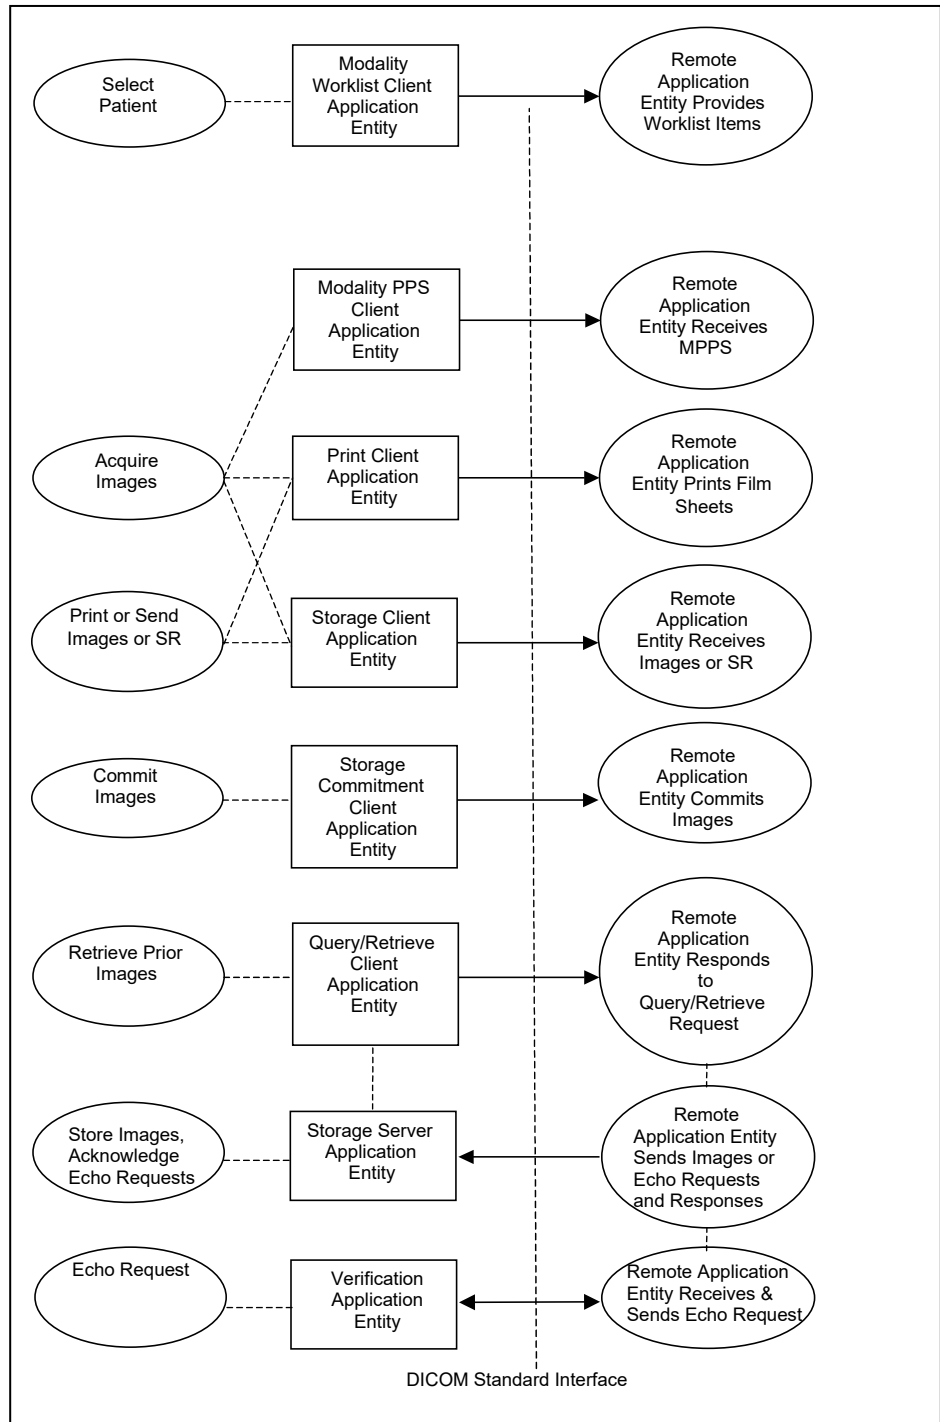 Select
Patient
Modality
Worklist Client
Application
Entity
Remote
Application
Entity Provides
Worklist Items
Modality PPS
Client
Application
Entity
Remote
Application
Entity Receives
MPPS
Acquire
Images
Print Client
Application
Entity
Remote
Application
Entity Prints Film
Sheets
Print or Send
Images or SR
Storage Client
Application
Entity
Remote
Application
Entity Receives
Images or SR
Commit
Images
Storage
Commitment
Client
Application
Entity
Remote
Application
Entity Commits
Images
Retrieve Prior
Images
Query/Retrieve
Client
Application
Entity
Remote
Application
Entity Responds
to
Query/Retrieve
Request
Store Images,
Acknowledge
Echo Requests
Storage Server
Application
Entity
Remote
Application Entity
Sends Images or
Echo Requests
and Responses
Echo Request
Verification
Application
Entity
Remote Application
Entity Receives &
Sends Echo Request
DICOM Standard Interface